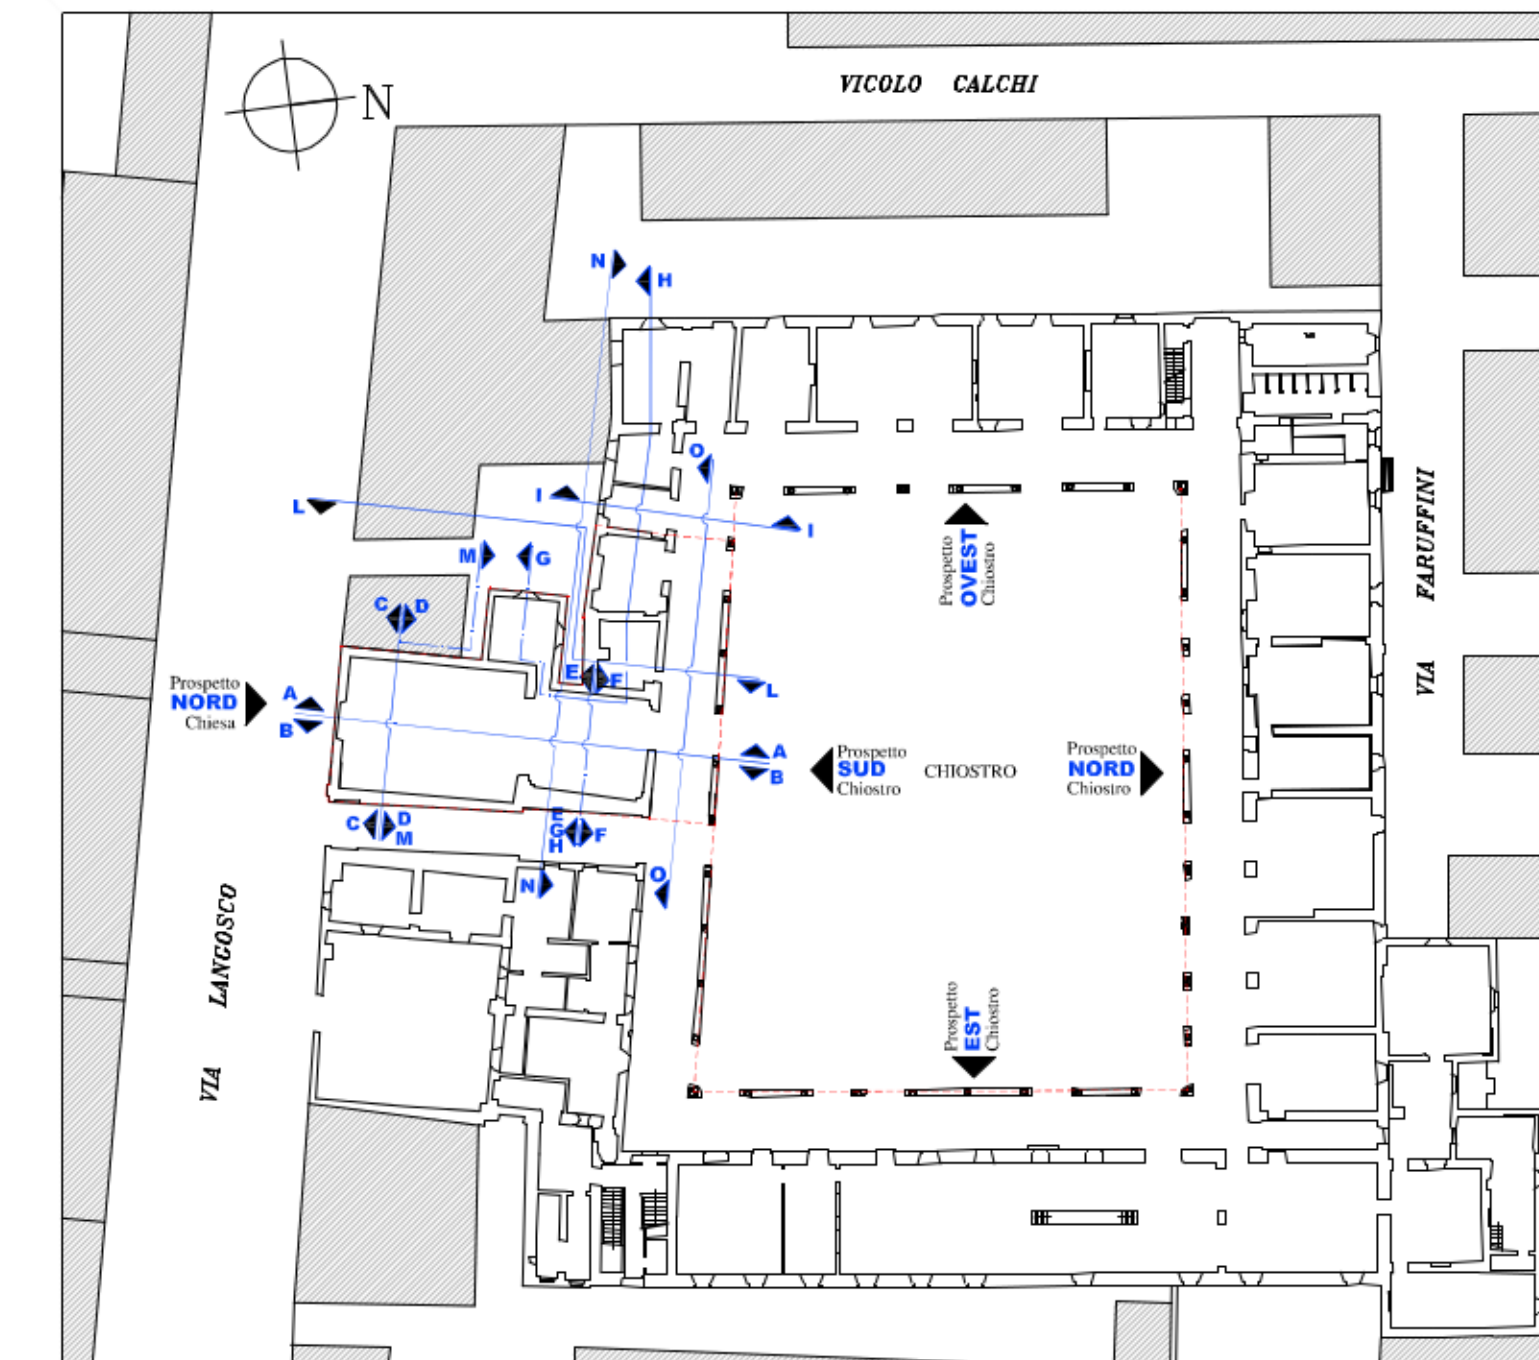 VICOLO CALCHI
N
N
H
O
I
L
I
M
G
C
D
E
F
L
Prospetto
NORD
Chiesa
A
B
A
B
Prospetto
OVEST
Chiostro
Prospetto
SUD
Chiostro
CHIOSTRO
Prospetto
NORD
Chiostro
C
D
M
E
G
H
F
N
O
Prospetto
EST
Chiostro
VIA LANGOSCO
VIA FARUFFINI